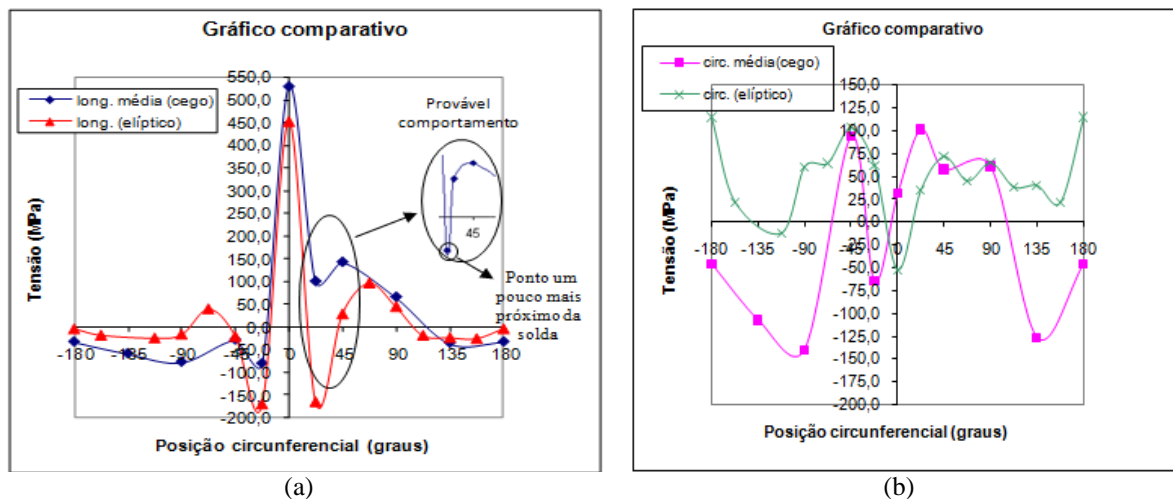 Gráfico comparativo
long. média (cego)
long. (elíptico)
550,0
500,0
450,0
400,0
350,0
300,0
250,0
200,0
150,0
100,0
50,0
0,0
-50,0
-100,0
-150,0
-200,0
-180 -135 -90 -45 0 45 90 135 180
Tensão (MPa)
Posição circunferencial (graus)
Provável
comportamento
45
Ponto um
pouco mais
próximo da
solda
(a)
Gráfico comparativo
circ. média(cego)
circ. (elíptico)
150,0
125,0
100,0
75,0
50,0
25,0
0,0
-25,0
-50,0
-75,0
-100,0
-125,0
-150,0
-175,0
-200,0
-180 -135 -90 -45 0 45 90 135 180
Tensão (MPa)
Posição circunferencial (graus)
(b)